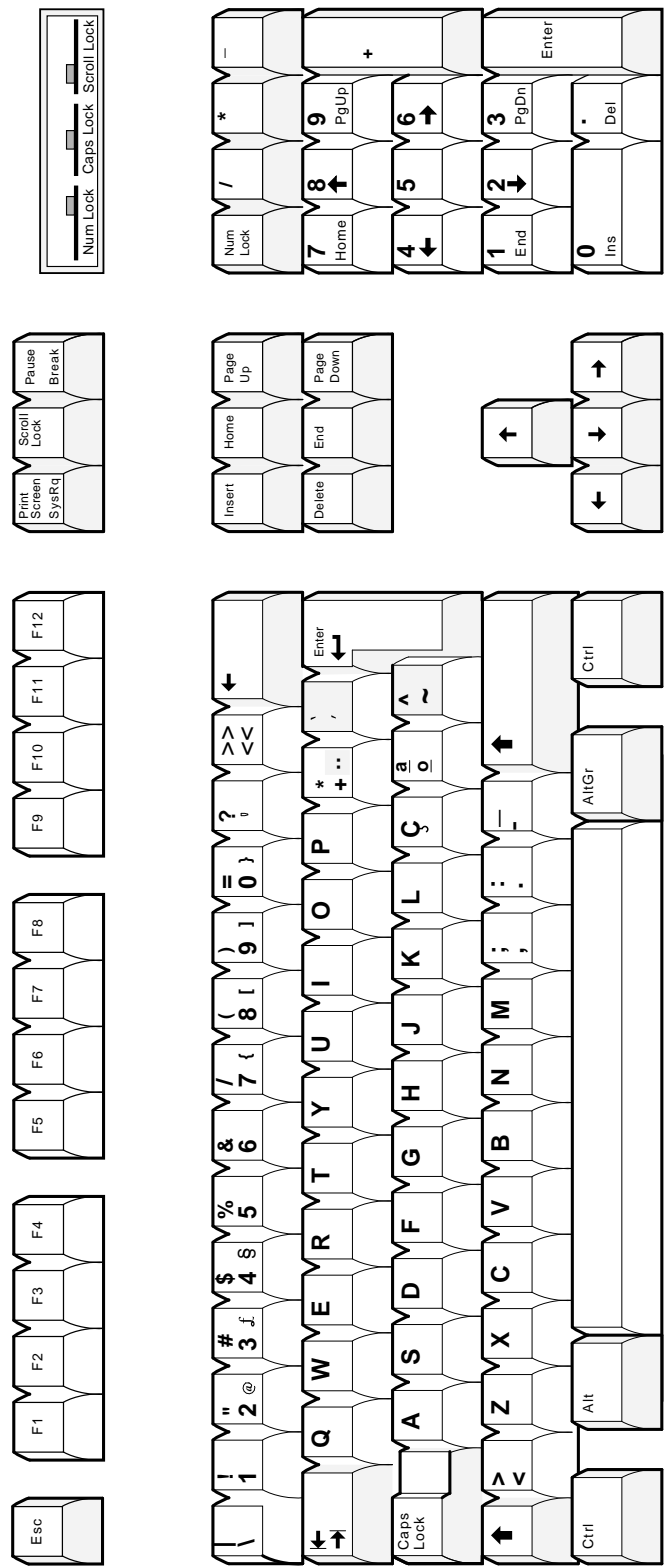 Esc F1 F2 F3 F4 F5 F6 F7 F8 F9 F10 F11 F12
Print Screen SysRq
Scroll Lock
Pause Break
Num Lock Caps Lock Scroll Lock
| \
! 1
" 2 @
# 3 £
$ 4 §
% 5
& 6
/ 7 {
( 8 [
) 9 ]
= 0 }
? '
>> <<
←
Insert Home Page Up
Num Lock / * –
Q W E R T Y U I O P
* + ¨
` ´
Enter
Delete End Page Down
7 Home
8 ↑
9 PgUp
+
Caps Lock
A S D F G H J K L Ç
a o
^ ~
4 ←
5
6 →
↑
> <
Z X C V B N M
; ,
: .
_ -
↑
↑
1 End
2 ↓
3 PgDn
Enter
Ctrl Alt AltGr Ctrl
← ↓ →
0 Ins
. Del